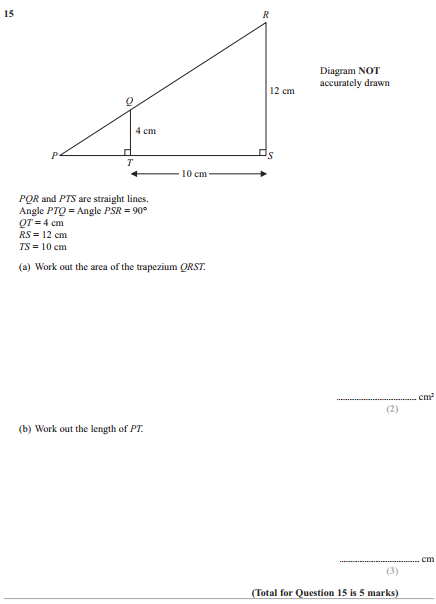 15
R
Diagram NOT
accurately drawn
12 cm
Q
4 cm
P
T
S
10 cm
PQR and PTS are straight lines.
Angle PTQ = Angle PSR = 90°
QT = 4 cm
RS = 12 cm
TS = 10 cm
(a) Work out the area of the trapezium QRST.
.............................. cm²
(2)
(b) Work out the length of PT.
.............................. cm
(3)
(Total for Question 15 is 5 marks)